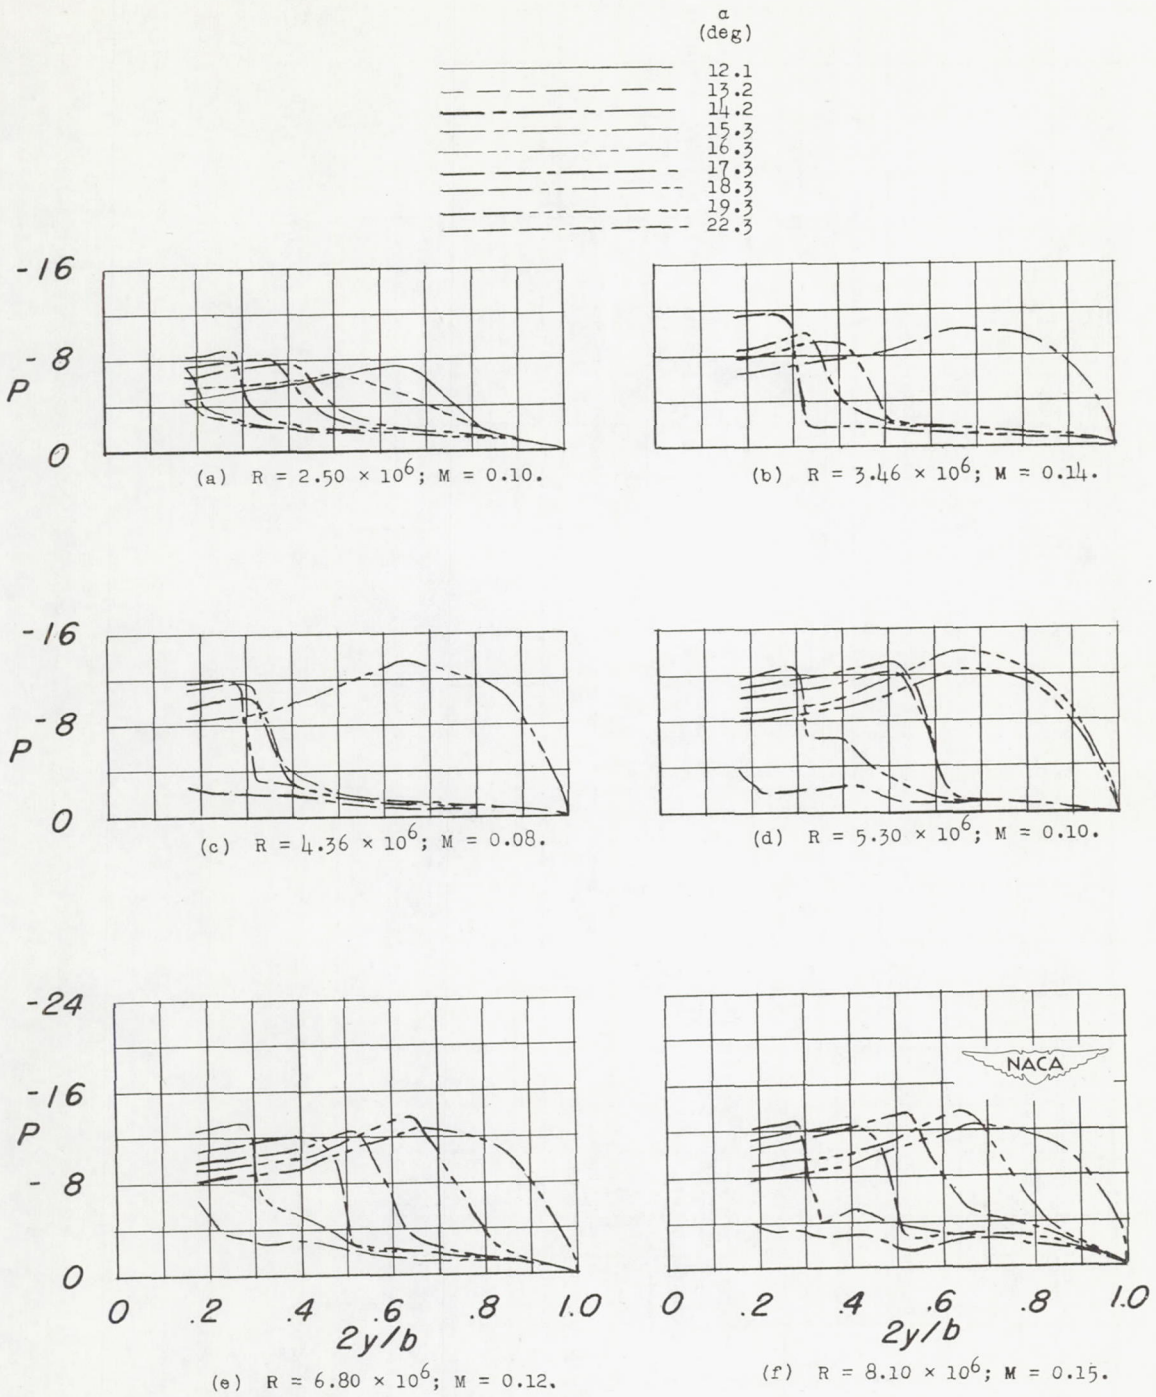 α
(deg)
12.1
13.2
14.2
15.3
16.3
17.3
18.3
19.3
22.3
-16
-8
P
0
(a) R = 2.50 × 10⁶; M = 0.10.
(b) R = 3.46 × 10⁶; M = 0.14.
-16
-8
P
0
(c) R = 4.36 × 10⁶; M = 0.08.
(d) R = 5.30 × 10⁶; M = 0.10.
-24
-16
P
-8
0
NACA
0 .2 .4 .6 .8 1.0
2y/b
0 .2 .4 .6 .8 1.0
2y/b
(e) R = 6.80 × 10⁶; M = 0.12.
(f) R = 8.10 × 10⁶; M = 0.15.